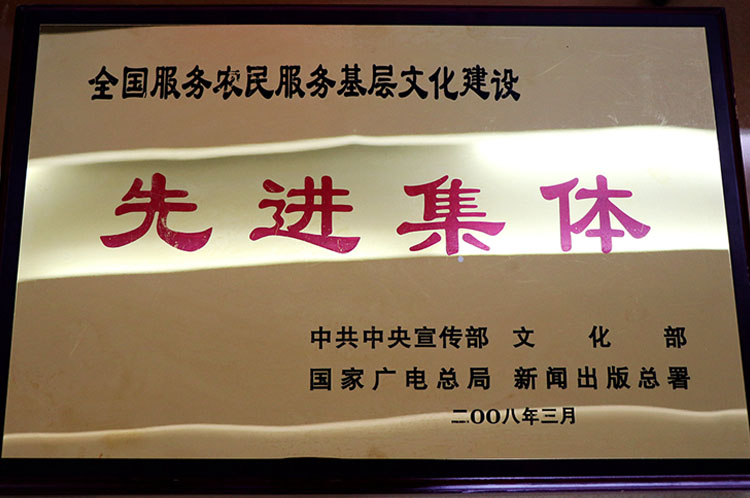 全国服务农民服务基层文化建设
先进集体
中共中央宣传部 文化部
国家广电总局 新闻出版总署
二〇〇八年三月